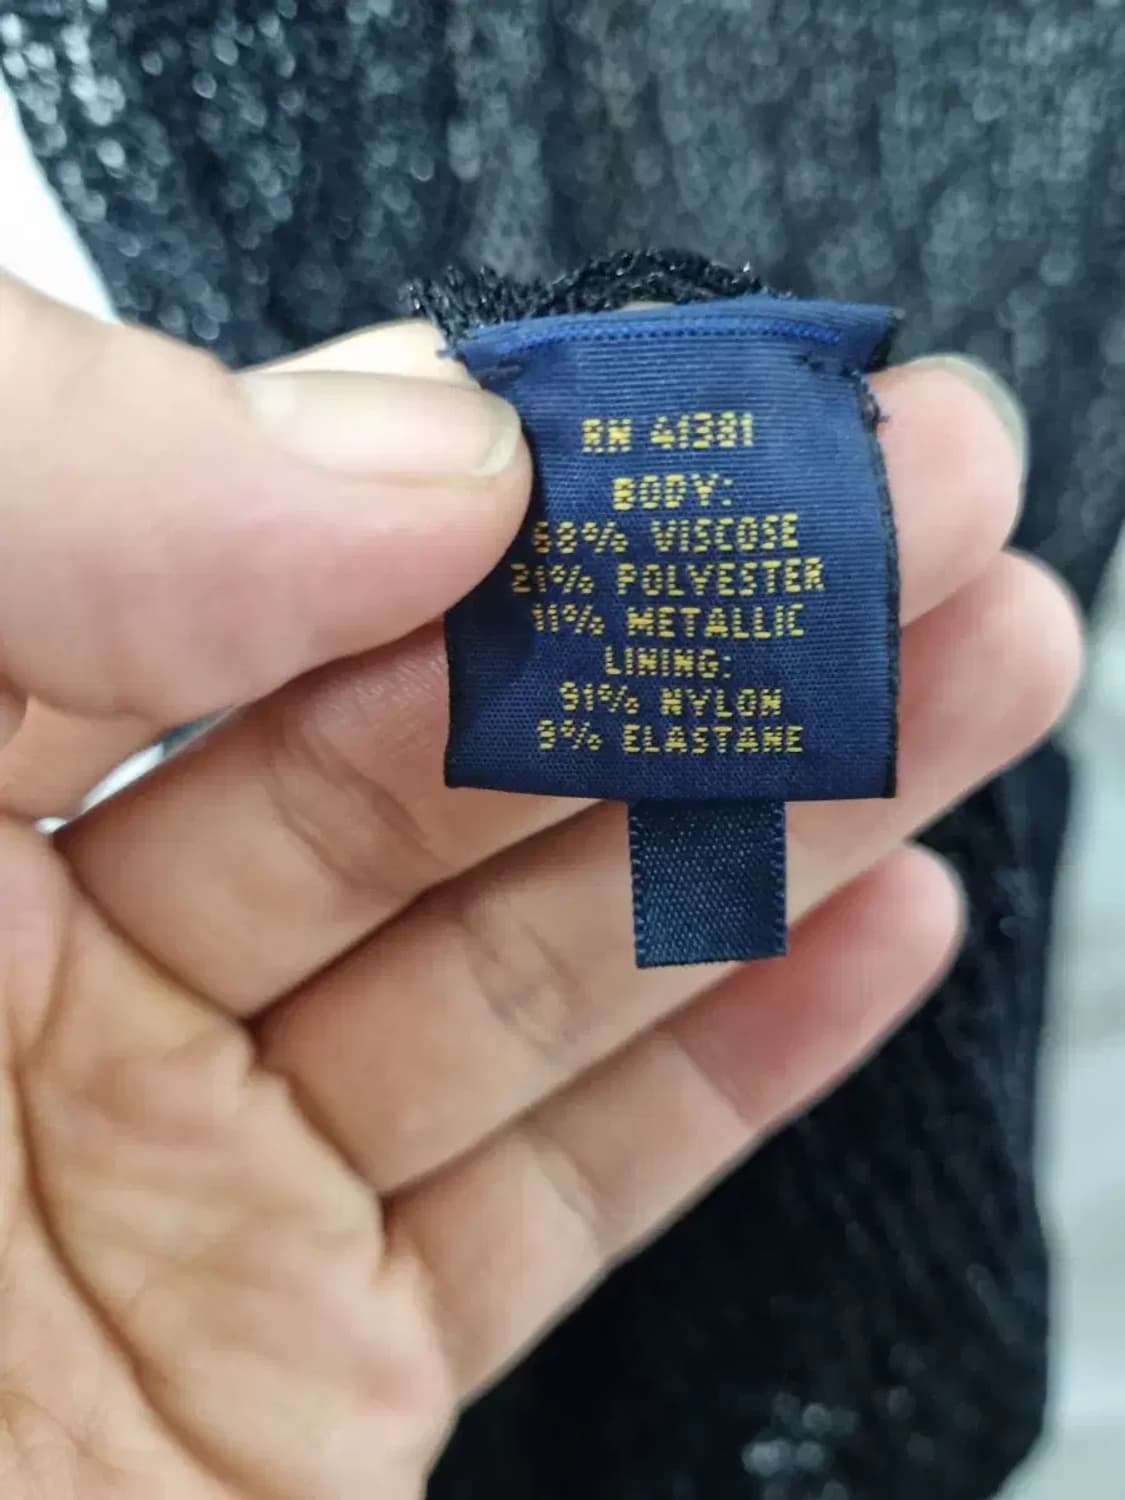 RN 41381
BODY:
68% VISCOSE
21% POLYESTER
11% METALLIC
LINING:
91% NYLON
9% ELASTANE